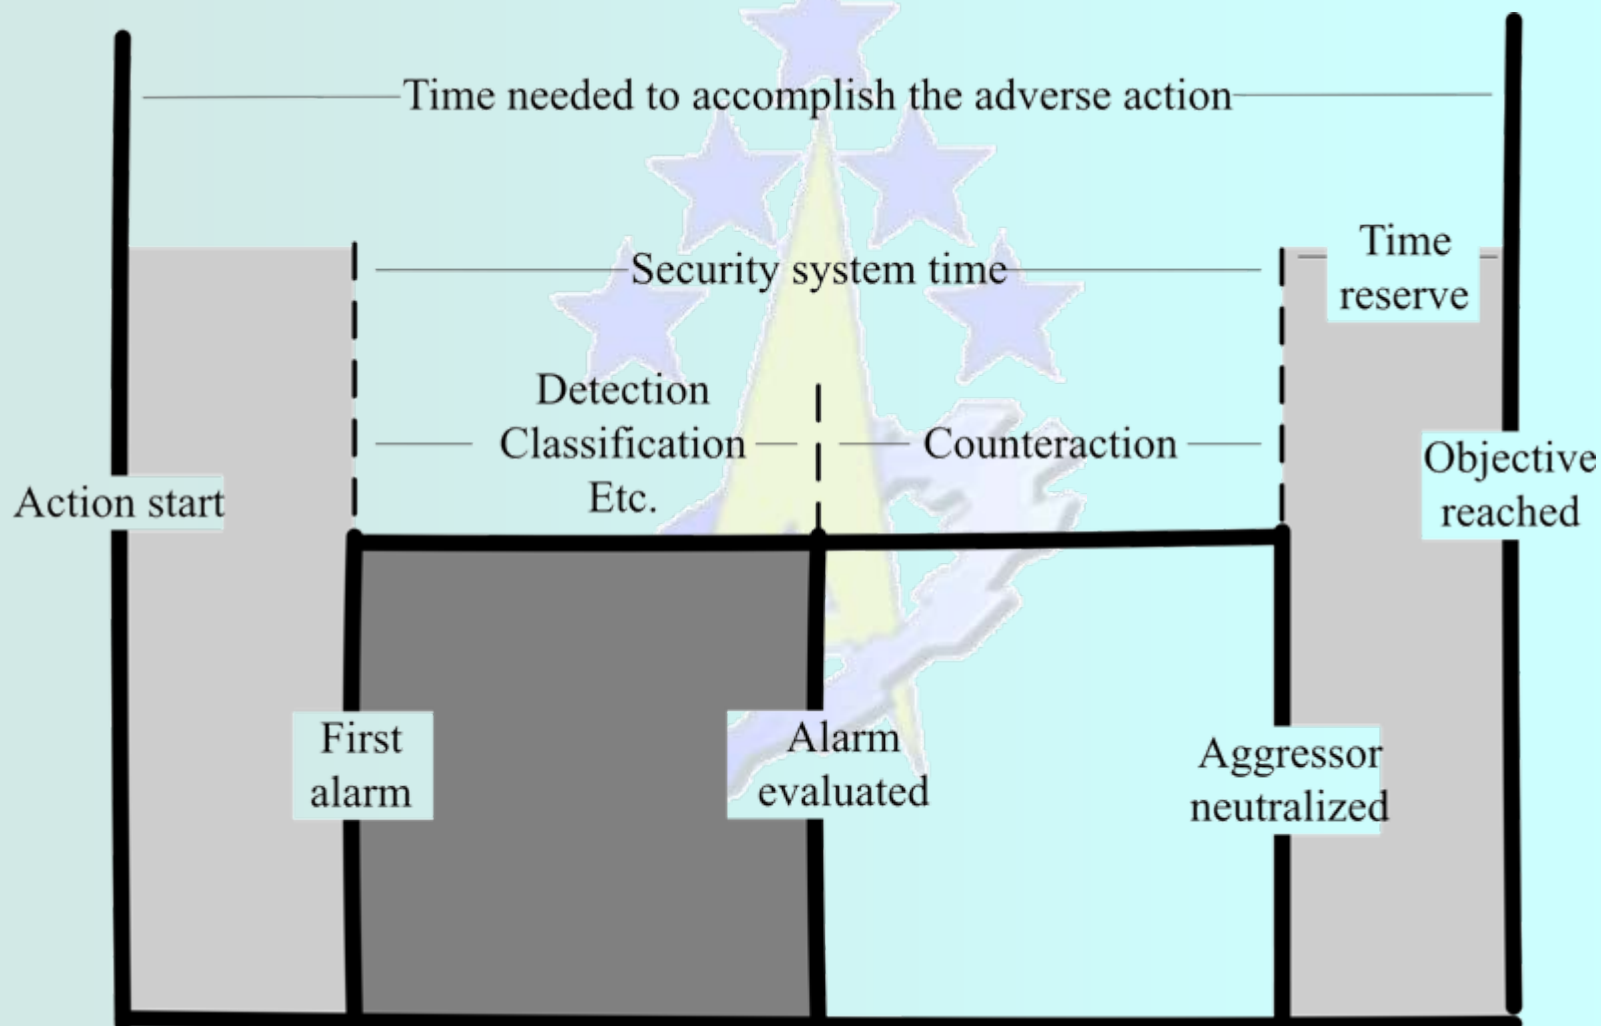 Time needed to accomplish the adverse action
Security system time
Time
reserve
Detection
Classification
Etc.
Counteraction
Action start
Objective
reached
First
alarm
Alarm
evaluated
Aggressor
neutralized